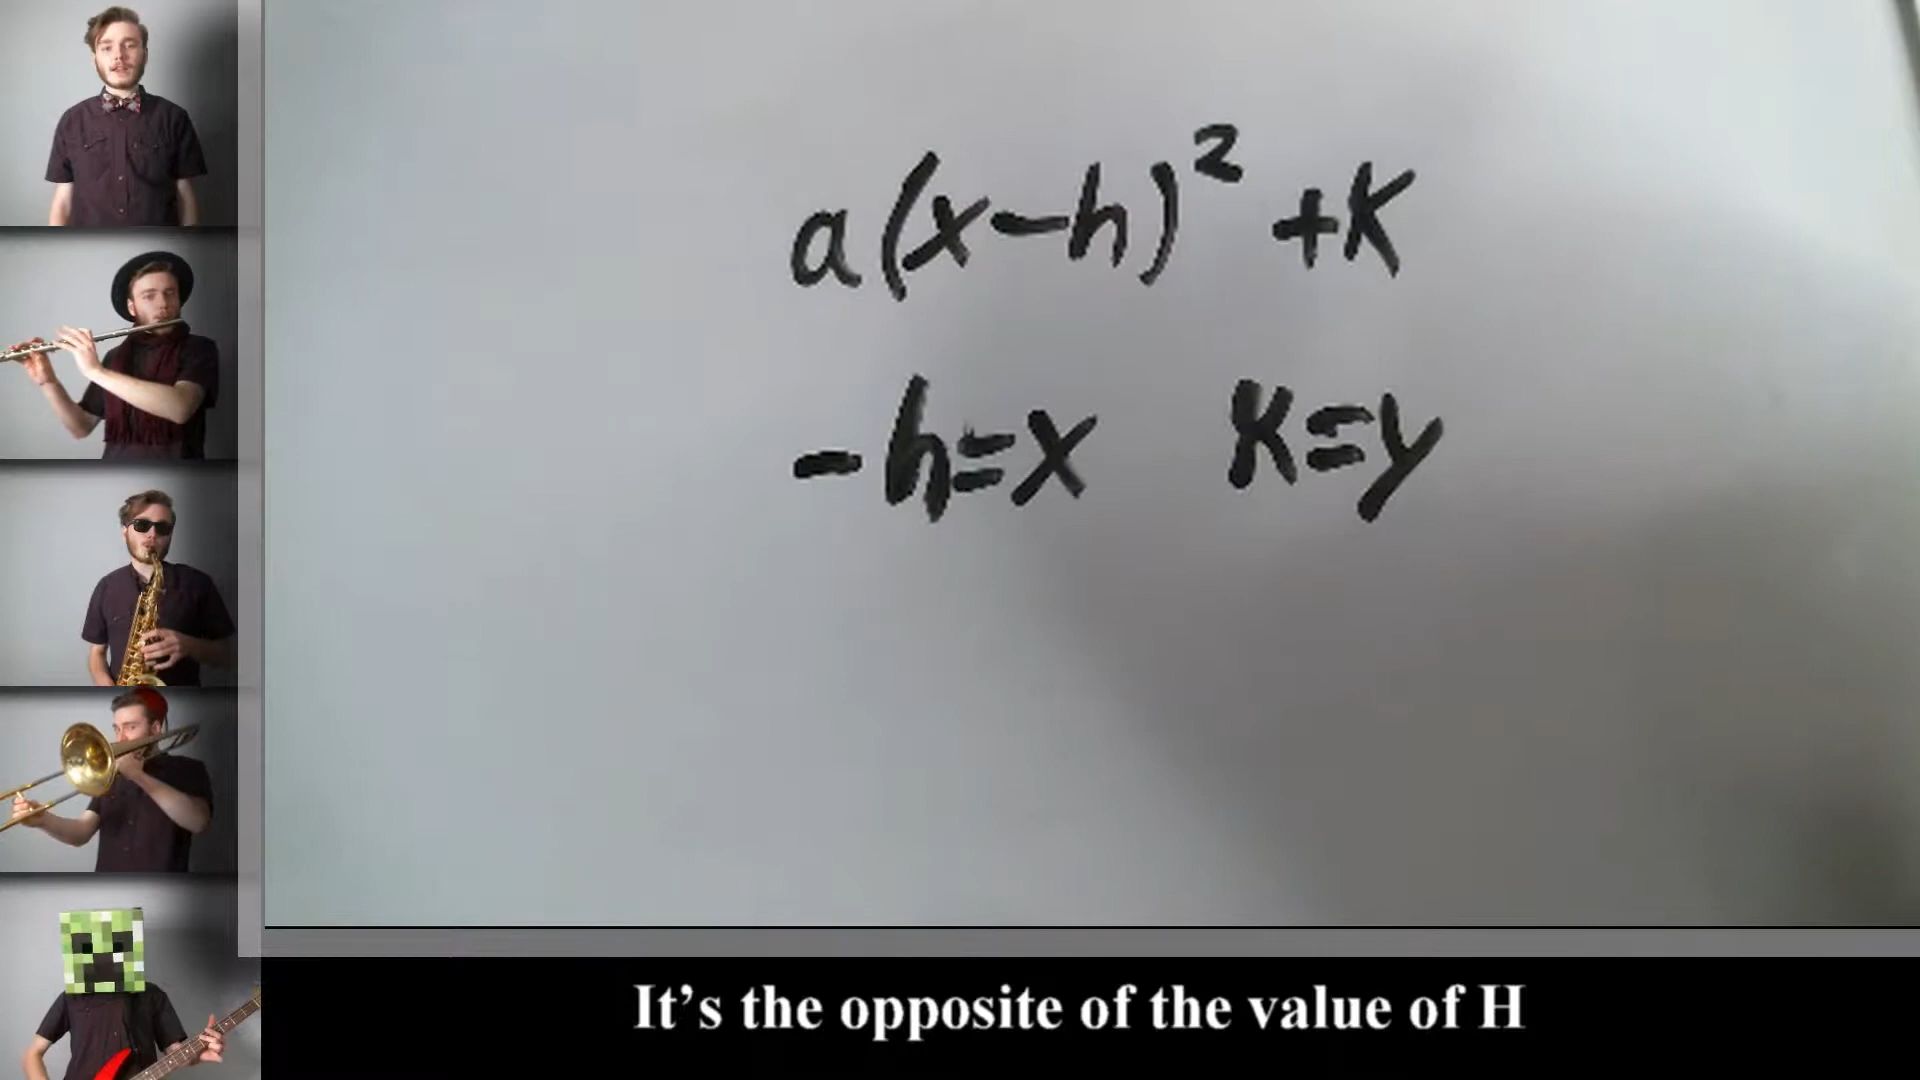 a(x-h)² +k
-h=x k=y
It's the opposite of the value of H